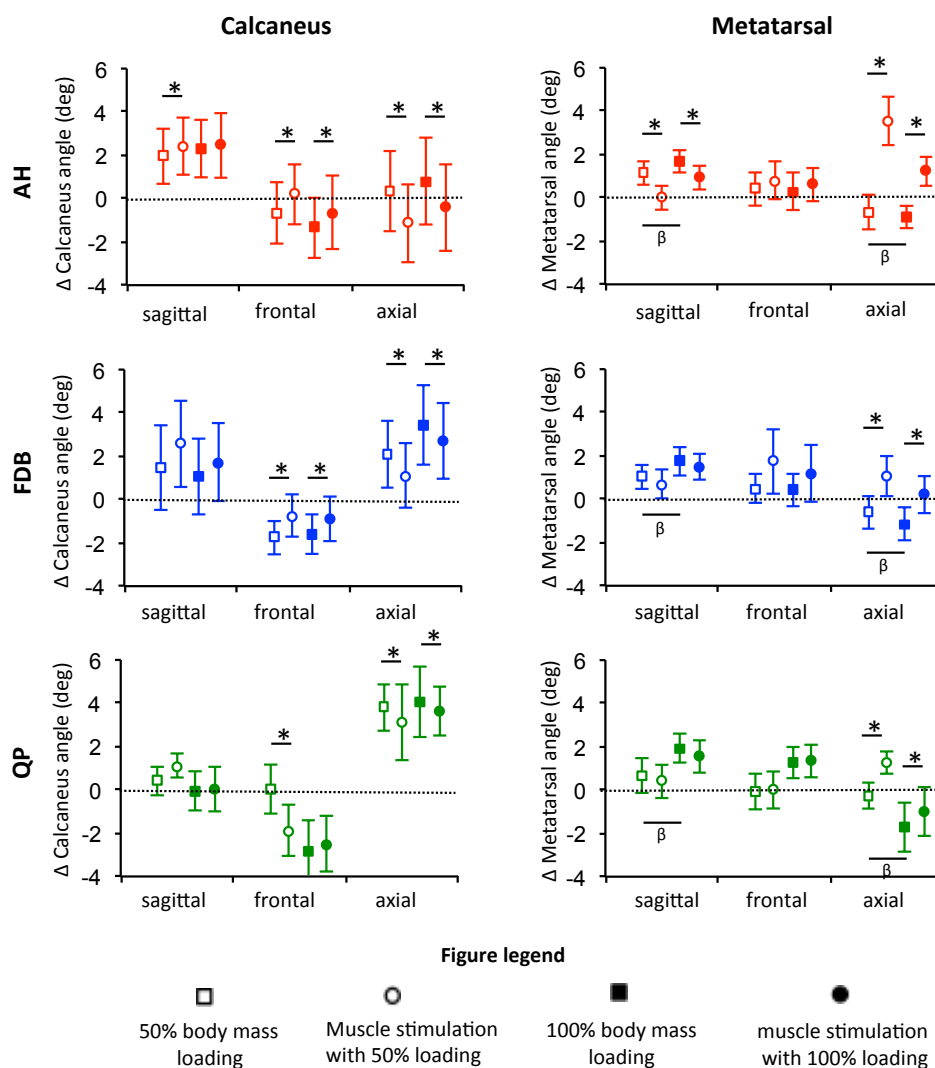 Calcaneus
Metatarsal
AH
Δ Calcaneus angle (deg)
6
4
2
0
-2
-4
* * * * *
sagittal frontal axial
Δ Metatarsal angle (deg)
6
4
2
0
-2
-4
* * * *
β β
sagittal frontal axial
FDB
Δ Calcaneus angle (deg)
6
4
2
0
-2
-4
* * * *
sagittal frontal axial
Δ Metatarsal angle (deg)
6
4
2
0
-2
-4
* *
β β
sagittal frontal axial
QP
Δ Calcaneus angle (deg)
6
4
2
0
-2
-4
* * *
sagittal frontal axial
Δ Metatarsal angle (deg)
6
4
2
0
-2
-4
* *
β β
sagittal frontal axial
Figure legend
50% body mass
loading
Muscle stimulation
with 50% loading
100% body mass
loading
muscle stimulation
with 100% loading